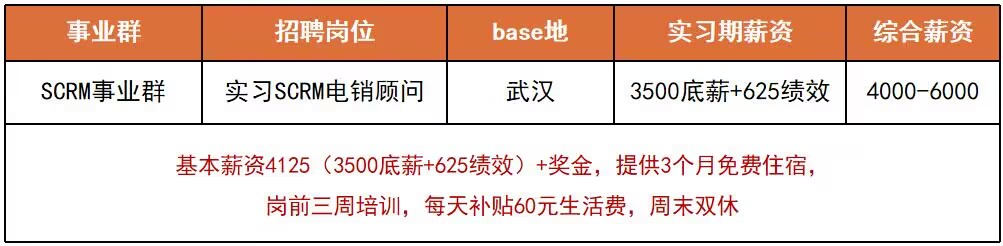 事业群 招聘岗位 base地 实习期薪资 综合薪资
SCRM事业群 实习SCRM电销顾问 武汉 3500底薪+625绩效 4000-6000
基本薪资4125（3500底薪+625绩效）+奖金，提供3个月免费住宿，
岗前三周培训，每天补贴60元生活费，周末双休